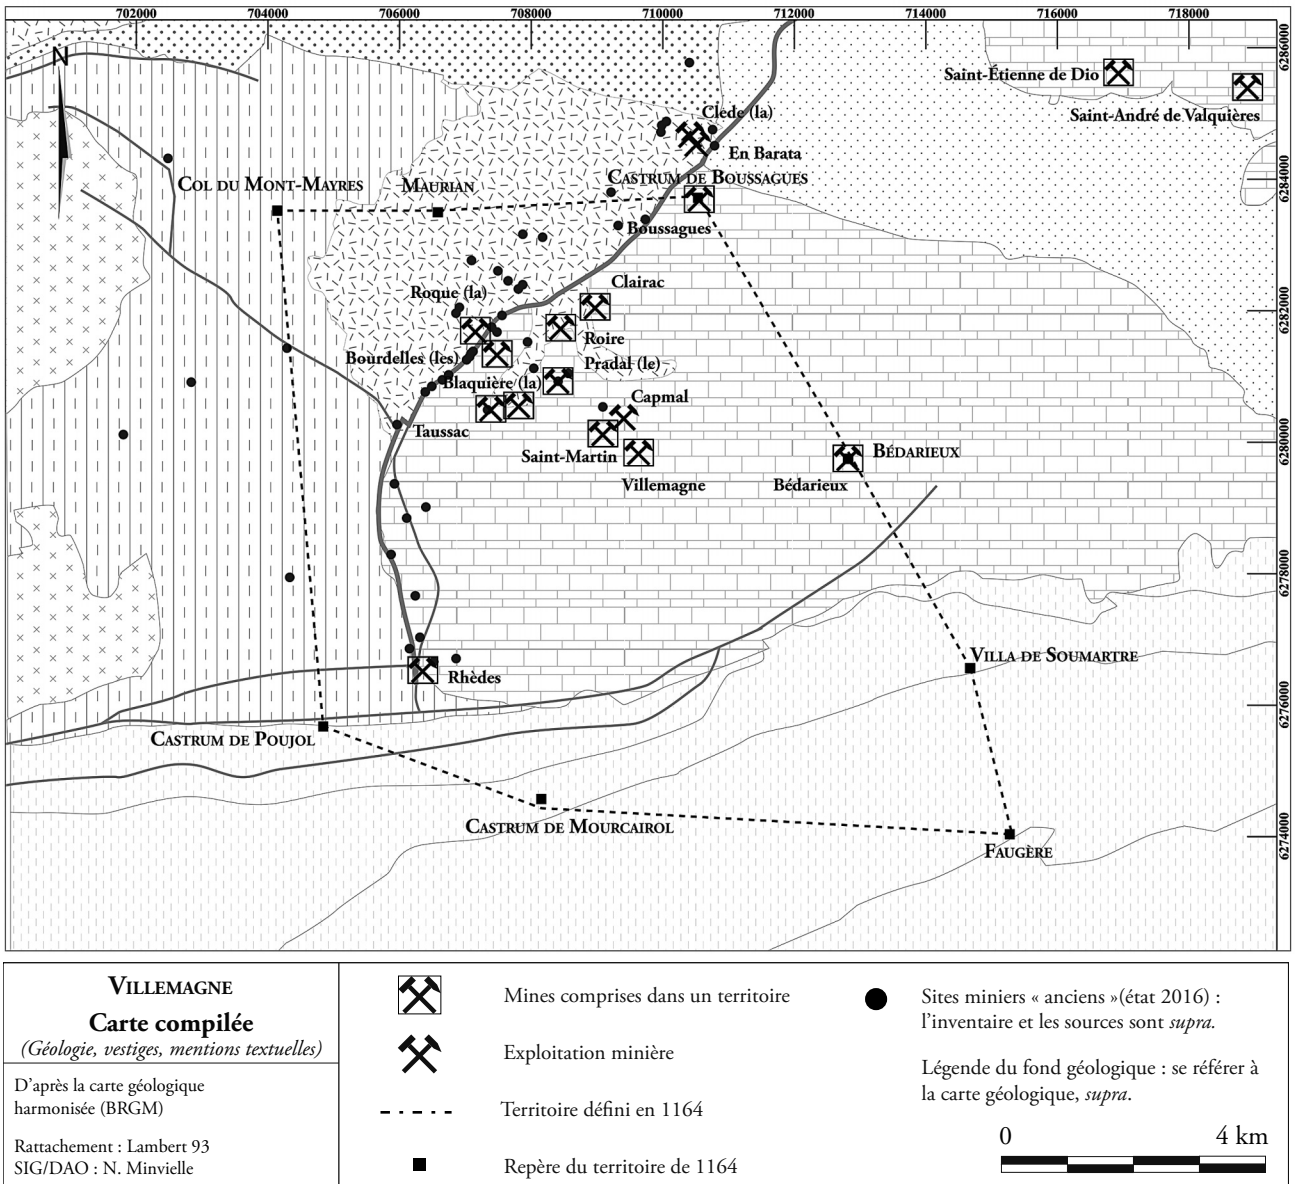 702000
704000
706000
708000
710000
712000
714000
716000
718000
6286000
N
Saint-Étienne de Dio
Saint-André de Valquières
Clede (la)
En Barata
6284000
Castrum de Boussagues
Col du Mont-Mayres
Maurian
Boussagues
Clairac
Roque (la)
6282000
Roire
Bourdelles (les)
Pradal (le)
Blaquière (la)
Capmal
Taussac
6280000
Saint-Martin
Bédarieux
Villemagne
Bédarieux
6278000
Villa de Soumartre
Rhèdes
6276000
Castrum de Poujol
Castrum de Mourcairol
6274000
Faugère
Villemagne
Carte compilée
(Géologie, vestiges, mentions textuelles)
D'après la carte géologique
harmonisée (BRGM)
Rattachement : Lambert 93
SIG/DAO : N. Minvielle
Mines comprises dans un territoire
Exploitation minière
Territoire défini en 1164
Repère du territoire de 1164
Sites miniers « anciens »(état 2016) :
l'inventaire et les sources sont supra.
Légende du fond géologique : se référer à
la carte géologique, supra.
0 4 km